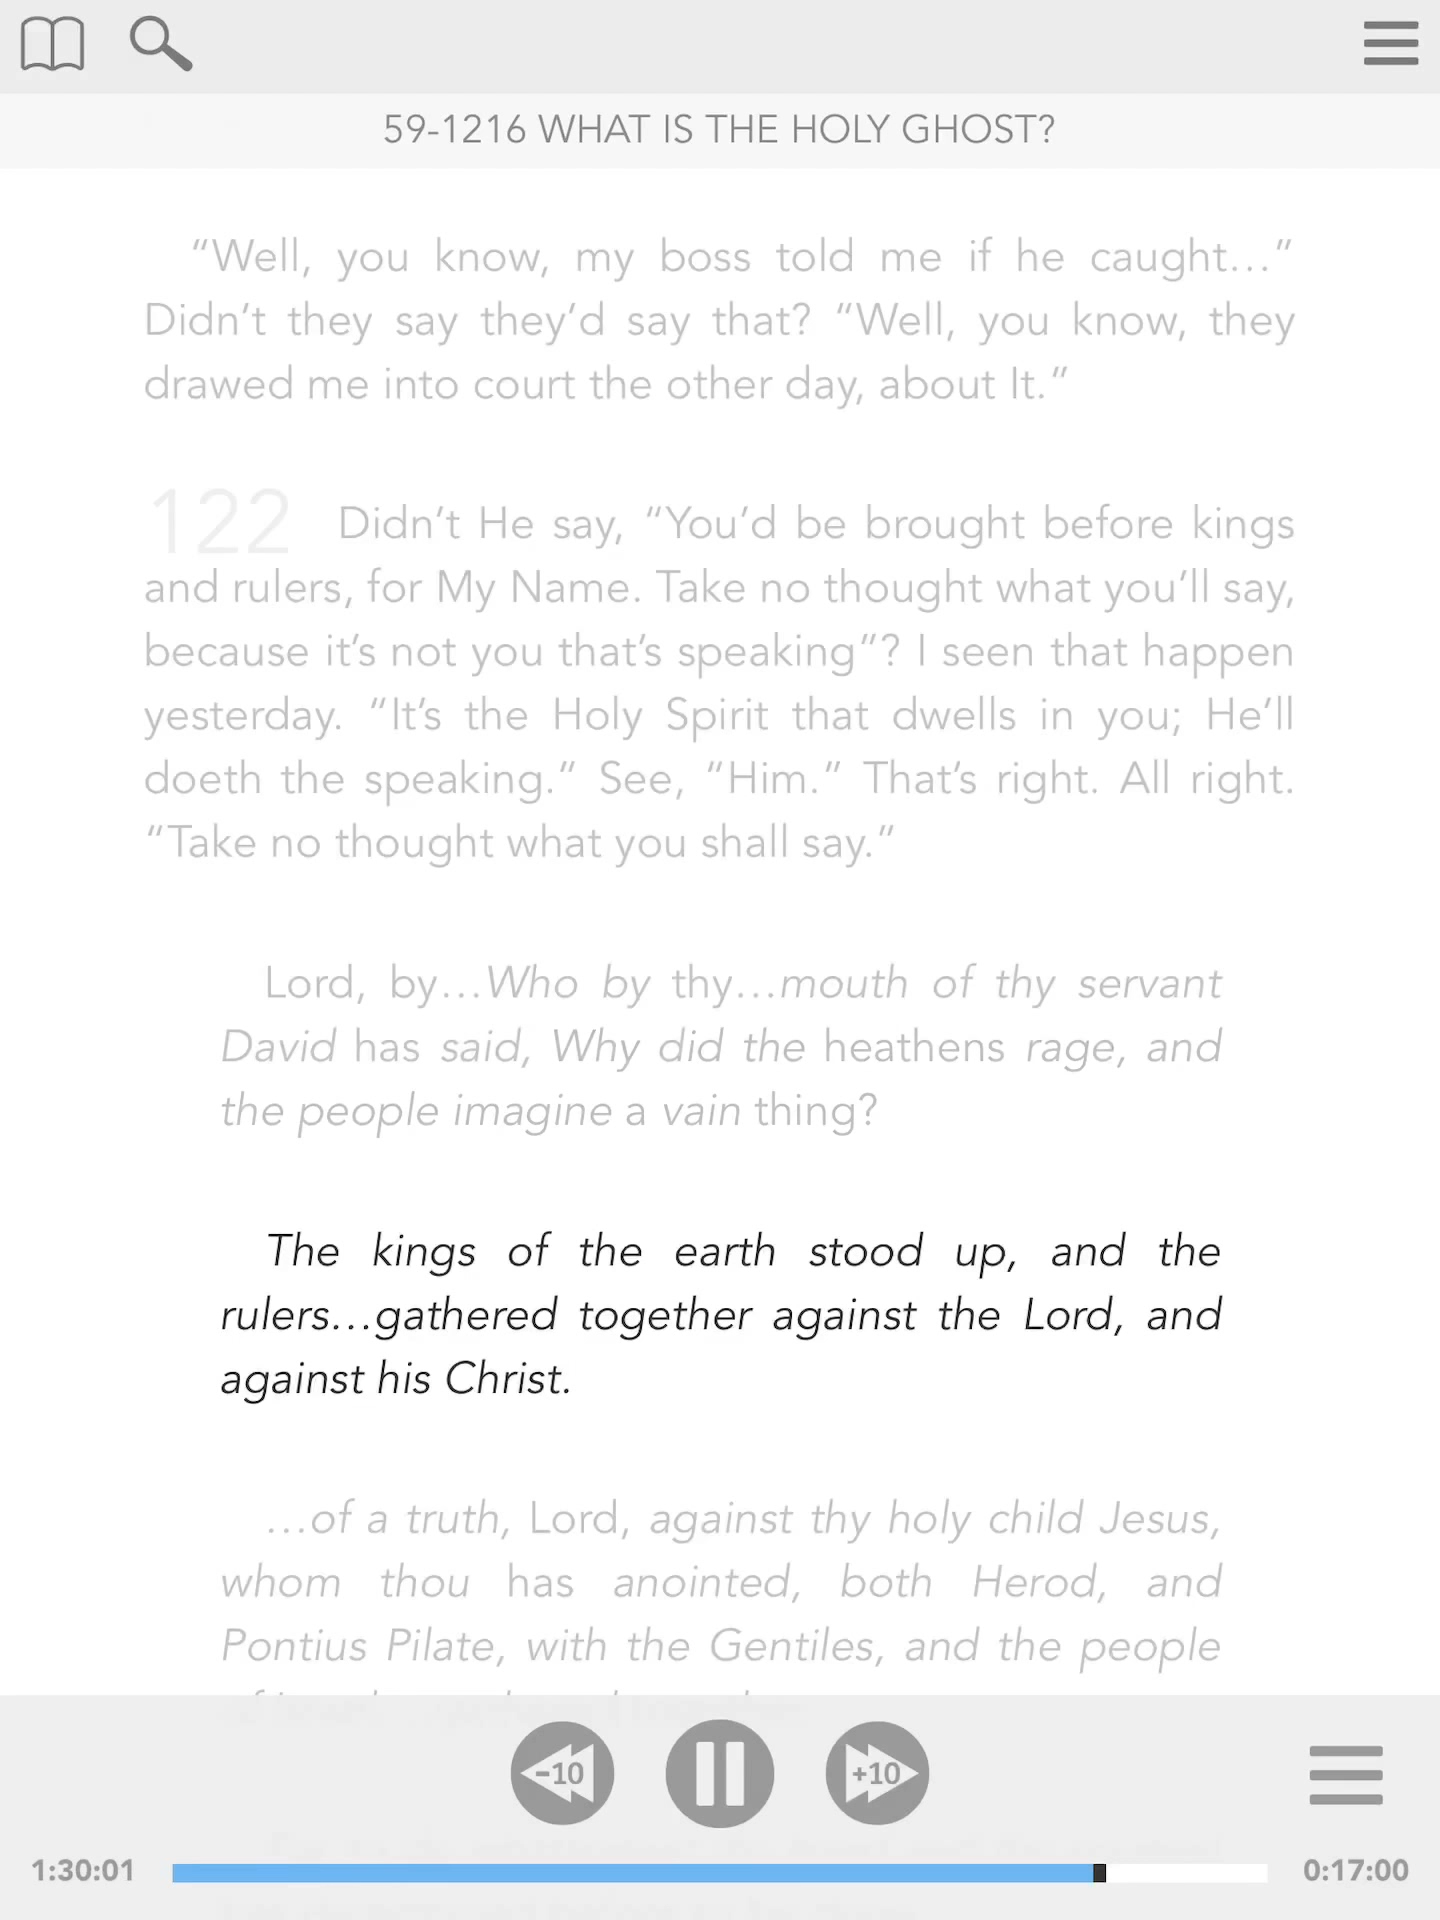 59-1216 WHAT IS THE HOLY GHOST?
“Well, you know, my boss told me if he caught…”
Didn’t they say they’d say that? “Well, you know, they
drawed me into court the other day, about It.”
122 Didn’t He say, “You’d be brought before kings
and rulers, for My Name. Take no thought what you’ll say,
because it’s not you that’s speaking”? I seen that happen
yesterday. “It’s the Holy Spirit that dwells in you; He’ll
doeth the speaking.” See, “Him.” That’s right. All right.
“Take no thought what you shall say.”
Lord, by…Who by thy…mouth of thy servant
David has said, Why did the heathens rage, and
the people imagine a vain thing?
The kings of the earth stood up, and the
rulers…gathered together against the Lord, and
against his Christ.
…of a truth, Lord, against thy holy child Jesus,
whom thou has anointed, both Herod, and
Pontius Pilate, with the Gentiles, and the people
-10
+10
1:30:01
0:17:00